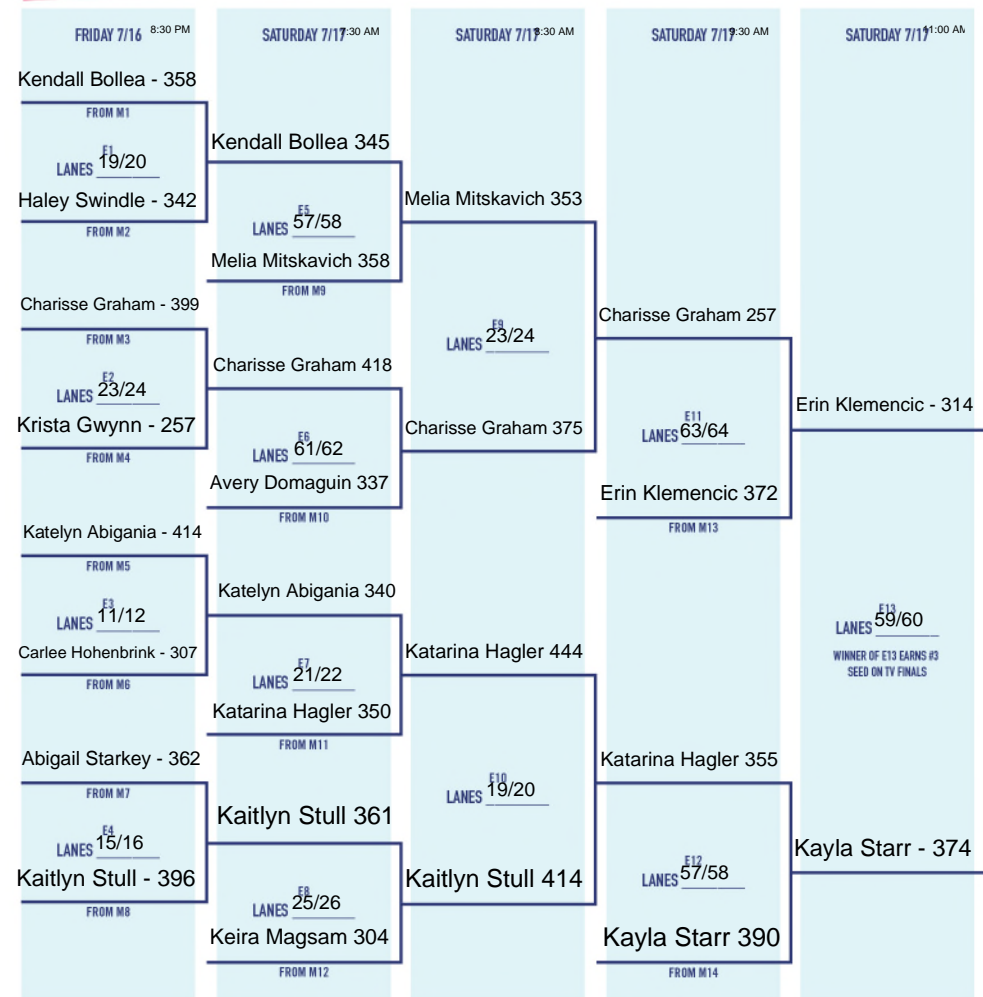 FRIDAY 7/16 8:30 PM
Kendall Bollea - 358
FROM M1
E1
LANES 19/20
Haley Swindle - 342
FROM M2
Charisse Graham - 399
FROM M3
E2
LANES 23/24
Krista Gwynn - 257
FROM M4
Katelyn Abigania - 414
FROM M5
E3
LANES 11/12
Carlee Hohenbrink - 307
FROM M6
Abigail Starkey - 362
FROM M7
E4
LANES 15/16
Kaitlyn Stull - 396
FROM M8
SATURDAY 7/17 7:30 AM
Kendall Bollea 345
E5
LANES 57/58
Melia Mitskavich 358
FROM M9
Charisse Graham 418
E6
LANES 61/62
Avery Domaguin 337
FROM M10
Katelyn Abigania 340
E7
LANES 21/22
Katarina Hagler 350
FROM M11
Kaitlyn Stull 361
E8
LANES 25/26
Keira Magsam 304
FROM M12
SATURDAY 7/17 8:30 AM
Melia Mitskavich 353
E9
LANES 23/24
Charisse Graham 375
Katarina Hagler 444
E10
LANES 19/20
Kaitlyn Stull 414
SATURDAY 7/17 9:30 AM
Charisse Graham 257
E11
LANES 63/64
Erin Klemencic 372
FROM M13
Katarina Hagler 355
E12
LANES 57/58
Kayla Starr 390
FROM M14
SATURDAY 7/17 11:00 AM
Erin Klemencic - 314
E13
LANES 59/60
WINNER OF E13 EARNS #3
SEED ON TV FINALS
Kayla Starr - 374